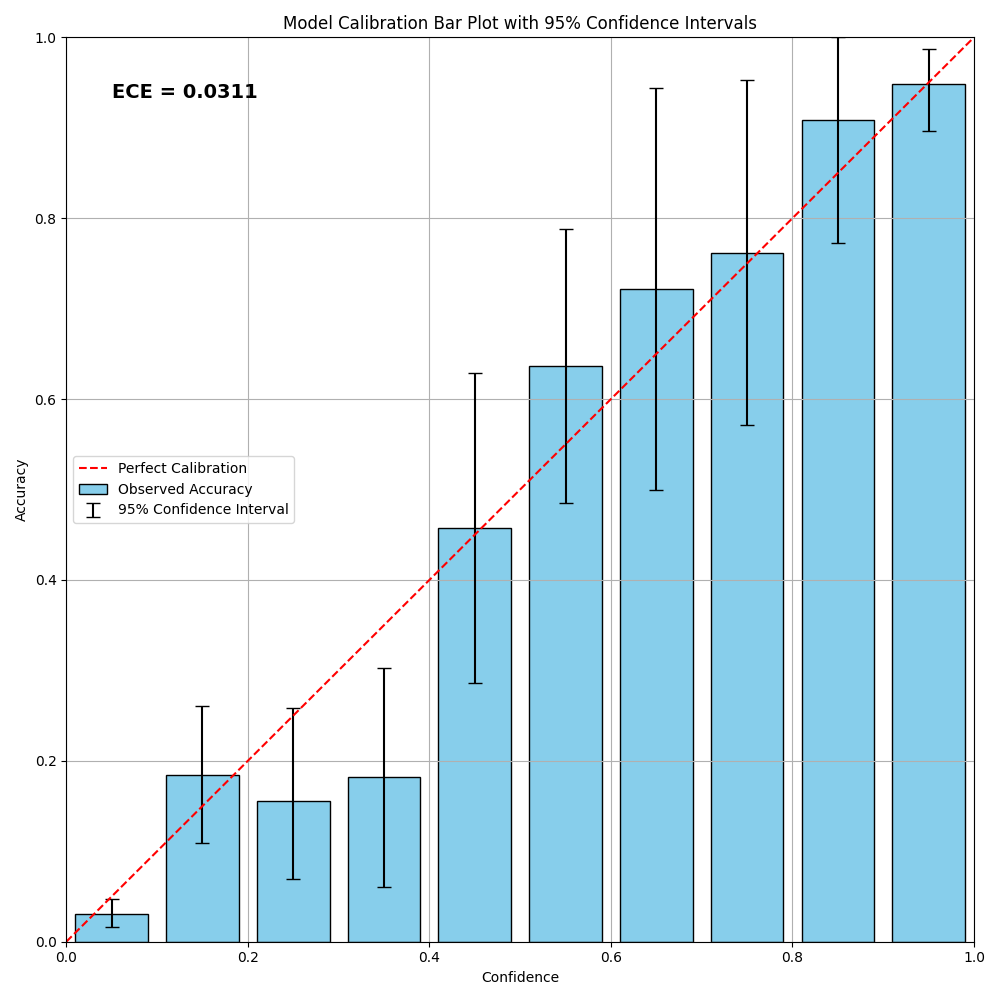 Model Calibration Bar Plot with 95% Confidence Intervals
ECE = 0.0311
Perfect Calibration
Observed Accuracy
95% Confidence Interval
Accuracy
1.0
0.8
0.6
0.4
0.2
0.0
0.0 0.2 0.4 0.6 0.8 1.0
Confidence